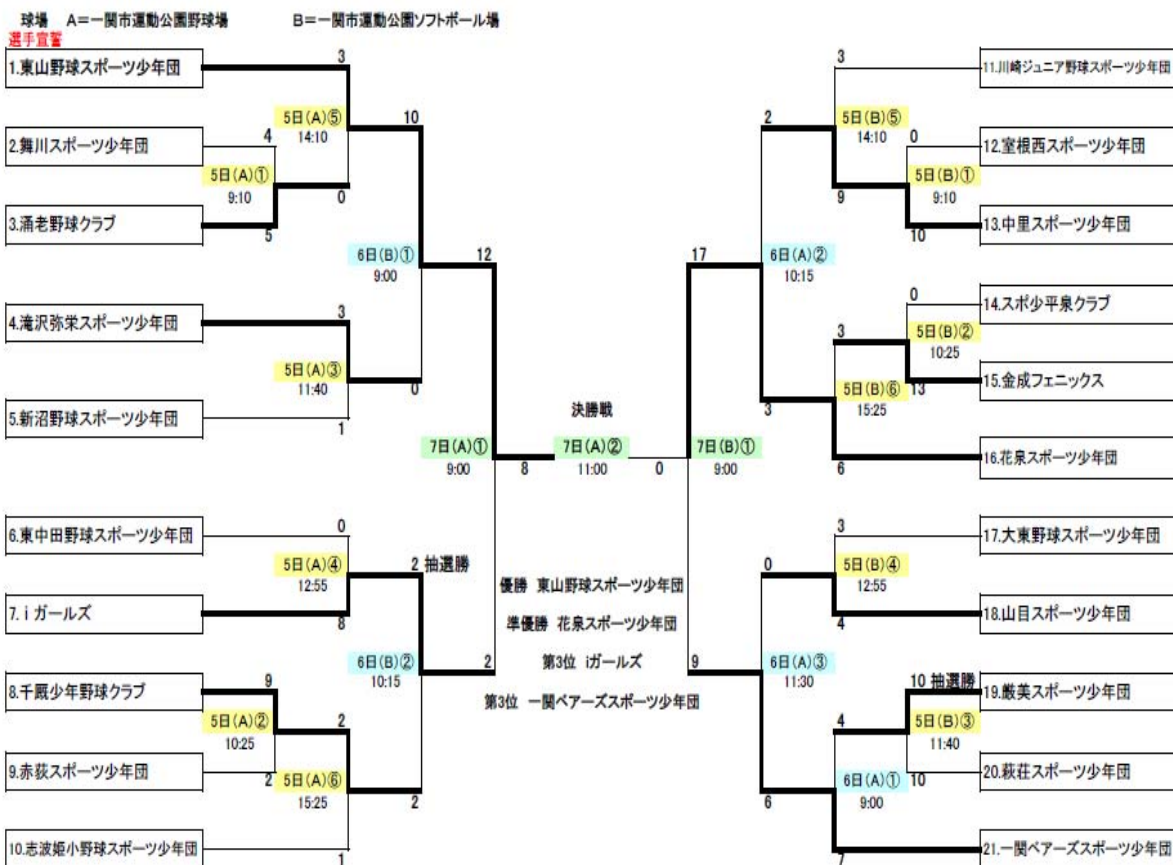 球場 A＝一関市運動公園野球場 B＝一関市運動公園ソフトボール場
選手宣誓
1.東山野球スポーツ少年団
3
5日(A)⑤
14:10
10
2.舞川スポーツ少年団
4
5日(A)①
9:10
0
3.涌老野球クラブ
5
6日(B)①
9:00
12
4.滝沢弥栄スポーツ少年団
3
5日(A)③
11:40
0
5.新沼野球スポーツ少年団
1
7日(A)①
9:00
8
6.東中田野球スポーツ少年団
0
5日(A)④
12:55
2 抽選勝
7.ｉガールズ
8
6日(B)②
10:15
2
8.千厩少年野球クラブ
9
5日(A)②
10:25
2
9.赤荻スポーツ少年団
2
5日(A)⑥
15:25
2
10.志波姫小野球スポーツ少年団
1
決勝戦
7日(A)②
11:00
優勝 東山野球スポーツ少年団
準優勝 花泉スポーツ少年団
第3位 iガールズ
第3位 一関ベアーズスポーツ少年団
3
11.川崎ジュニア野球スポーツ少年団
2
5日(B)⑤
14:10
0
12.室根西スポーツ少年団
5日(B)①
9:10
9
10
13.中里スポーツ少年団
17
6日(A)②
10:15
0
14.スポ少平泉クラブ
3
5日(B)②
10:25
13
15.金成フェニックス
3
5日(B)⑥
15:25
6
16.花泉スポーツ少年団
0
7日(B)①
9:00
3
17.大東野球スポーツ少年団
0
5日(B)④
12:55
4
18.山目スポーツ少年団
9
6日(A)③
11:30
10 抽選勝
19.厳美スポーツ少年団
4
5日(B)③
11:40
10
20.萩荘スポーツ少年団
6
6日(A)①
9:00
7
21.一関ベアーズスポーツ少年団